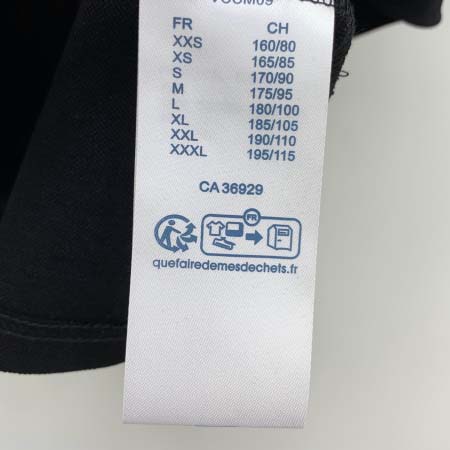 FR CH
XXS 160/80
XS 165/85
S 170/90
M 175/95
L 180/100
XL 185/105
XXL 190/110
XXXL 195/115
CA 36929
FR
quefairedemesdechets.fr